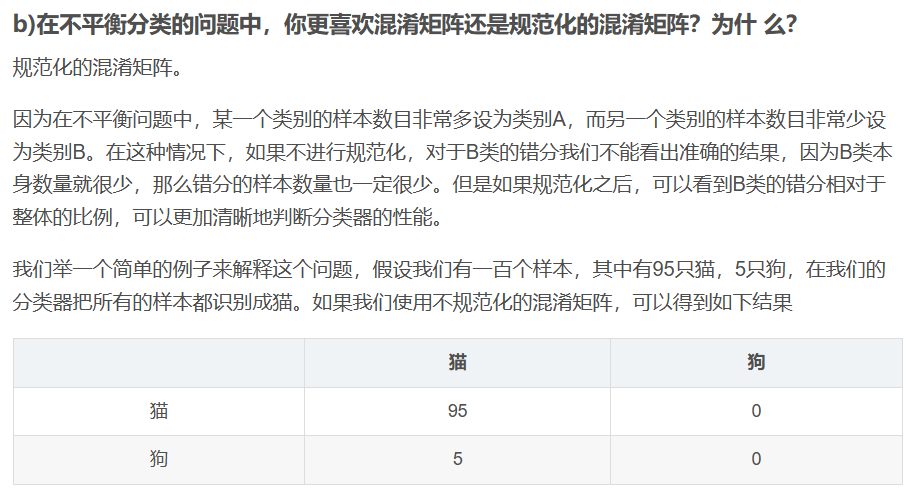 b)在不平衡分类的问题中，你更喜欢混淆矩阵还是规范化的混淆矩阵？为什 么？
规范化的混淆矩阵。
因为在不平衡问题中，某一个类别的样本数目非常多设为类别A，而另一个类别的样本数目非常少设
为类别B。在这种情况下，如果不进行规范化，对于B类的错分我们不能看出准确的结果，因为B类本
身数量就很少，那么错分的样本数量也一定很少。但是如果规范化之后，可以看到B类的错分相对于
整体的比例，可以更加清晰地判断分类器的性能。
我们举一个简单的例子来解释这个问题，假设我们有一百个样本，其中有95只猫，5只狗，在我们的
分类器把所有的样本都识别成猫。如果我们使用不规范化的混淆矩阵，可以得到如下结果
猫 狗
猫 95 0
狗 5 0